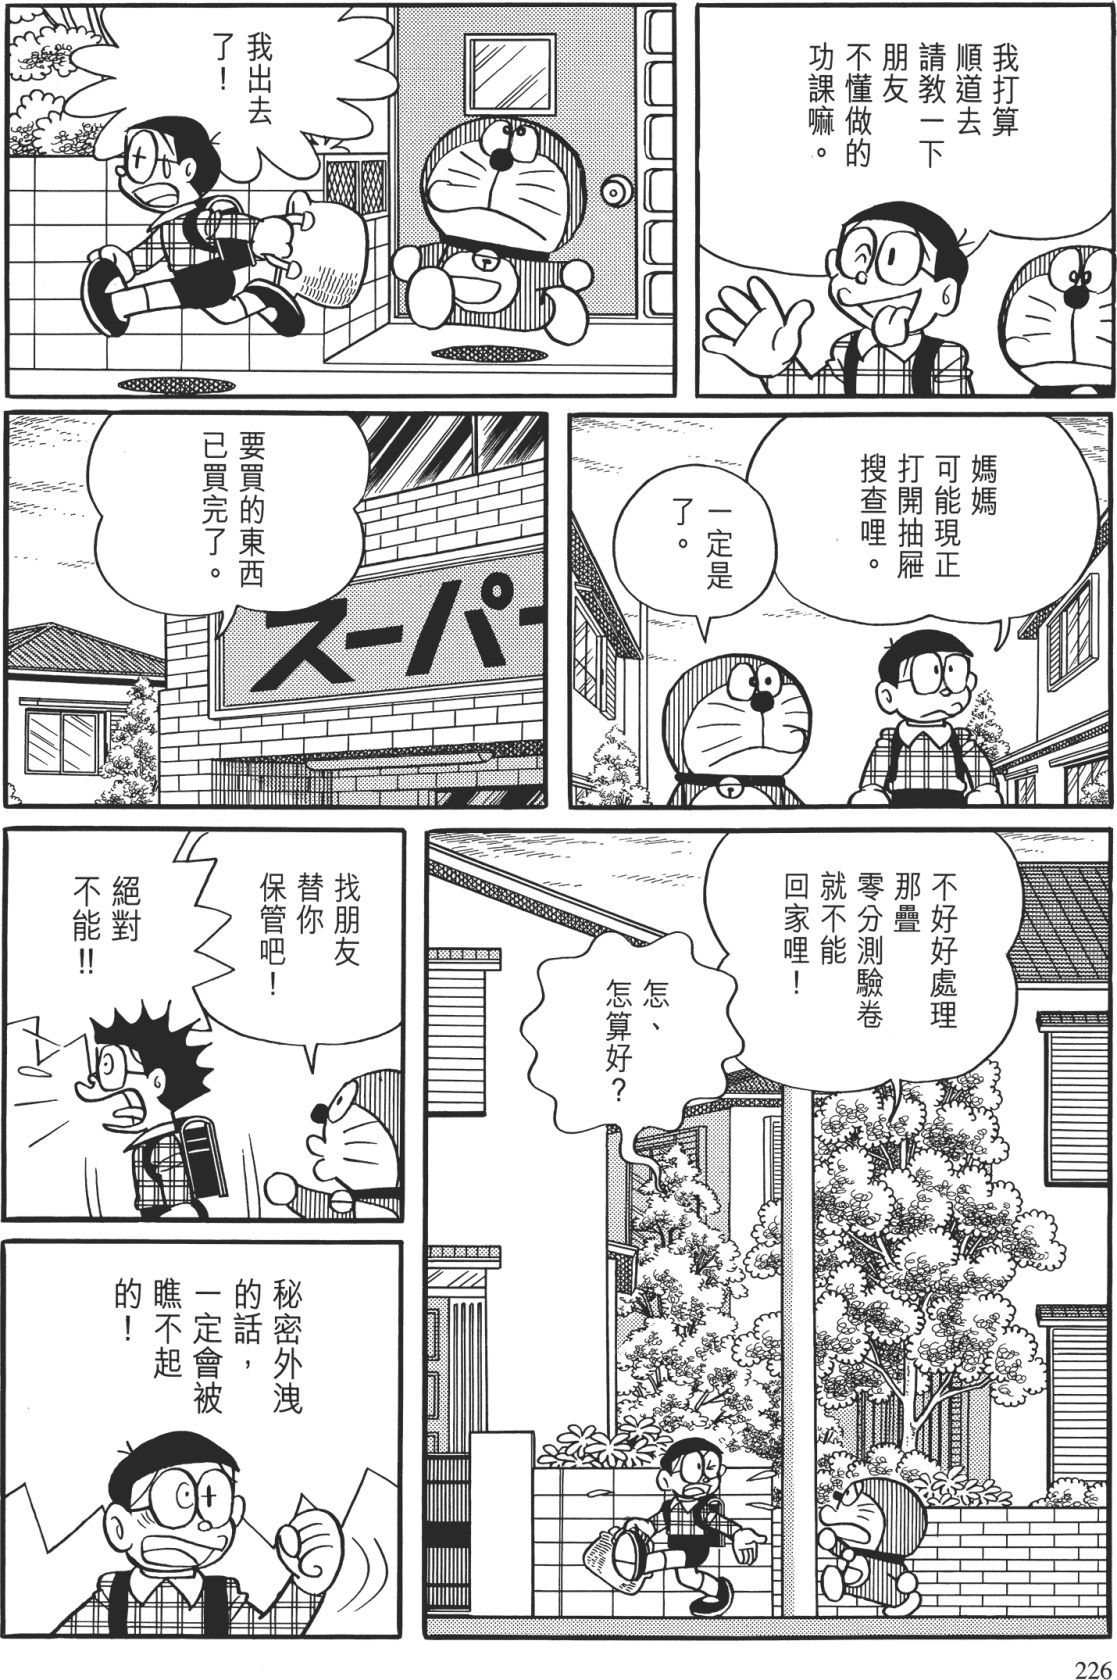 我打算
順道去
請教一下
朋友
不懂做的
功課嘛。
我出去
了！
媽媽
可能現正
打開抽屜
搜查哩。
一定是
了。
要買的東西
已買完了。
スーパー
不好好處理
那疊
零分測驗卷
就不能
回家哩！
怎、
怎算好？
找朋友
替你
保管吧！
絕對
不能!!
秘密外洩
的話，
一定會被
瞧不起
的！
226